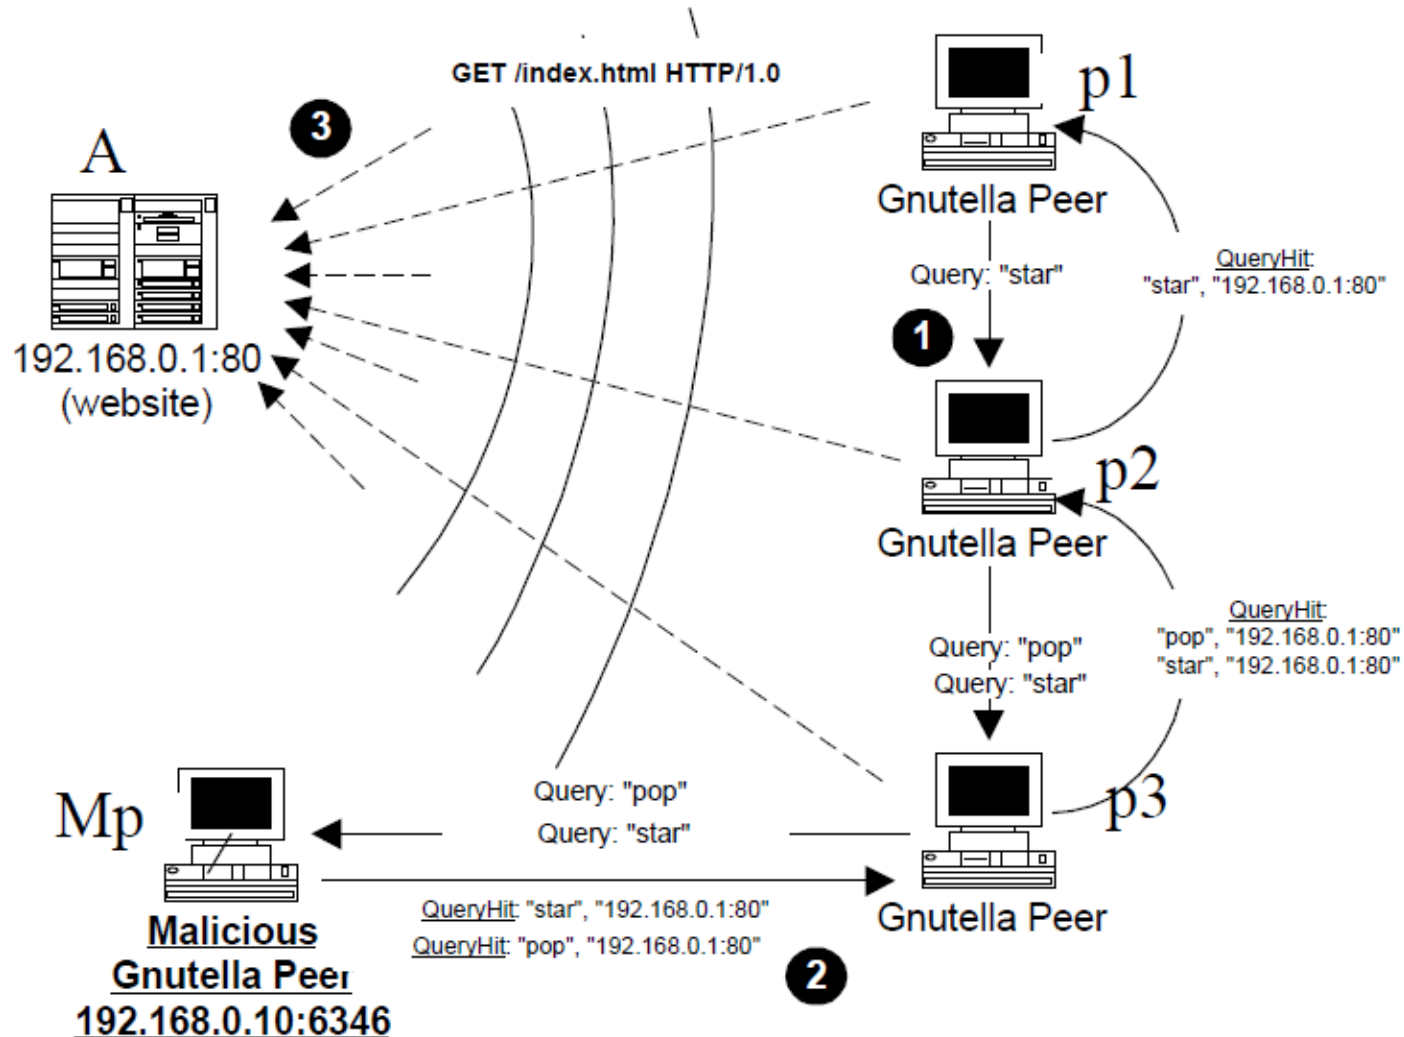 GET /index.html HTTP/1.0
p1
3
A
Gnutella Peer
QueryHit:
"star", "192.168.0.1:80"
Query: "star"
1
192.168.0.1:80
(website)
p2
Gnutella Peer
QueryHit:
"pop", "192.168.0.1:80"
"star", "192.168.0.1:80"
Query: "pop"
Query: "star"
Mp
p3
Query: "pop"
Query: "star"
QueryHit: "star", "192.168.0.1:80"
QueryHit: "pop", "192.168.0.1:80"
Gnutella Peer
2
Malicious
Gnutella Peer
192.168.0.10:6346